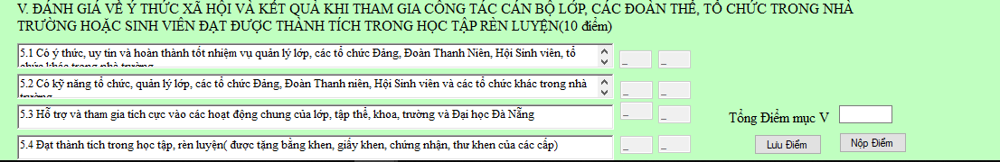 V. ĐÁNH GIÁ VỀ Ý THỨC XÃ HỘI VÀ KẾT QUẢ KHI THAM GIA CÔNG TÁC CÁN BỘ LỚP, CÁC ĐOÀN THỂ, TỔ CHỨC TRONG NHÀ
TRƯỜNG HOẶC SINH VIÊN ĐẠT ĐƯỢC THÀNH TÍCH TRONG HỌC TẬP RÈN LUYỆN(10 điểm)
5.1 Có ý thức, uy tín và hoàn thành tốt nhiệm vụ quản lý lớp, các tổ chức Đảng, Đoàn Thanh Niên, Hội Sinh viên, tổ
chức khác trong nhà trường
_ _
5.2 Có kỹ năng tổ chức, quản lý lớp, các tổ chức Đảng, Đoàn Thanh niên, Hội Sinh viên và các tổ chức khác trong nhà
trường
_ _
5.3 Hỗ trợ và tham gia tích cực vào các hoạt động chung của lớp, tập thể, khoa, trường và Đại học Đà Nẵng
_ _
Tổng Điểm mục V
5.4 Đạt thành tích trong học tập, rèn luyện( được tặng bằng khen, giấy khen, chứng nhận, thư khen của các cấp)
_ _
Lưu Điểm
Nộp Điểm